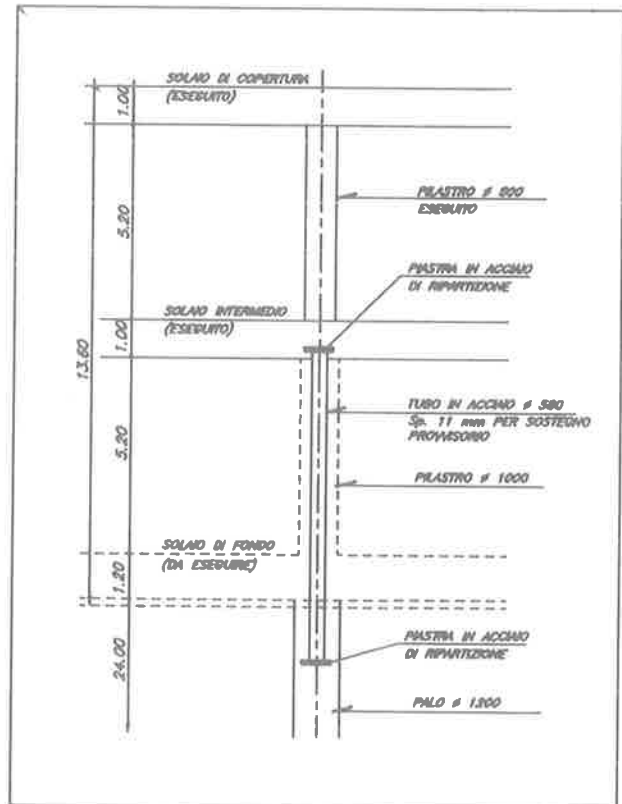 SOLAIO DI COPERTURA
(ESEGUITO)
1.00
5.20
PILASTRO ø 800
ESEGUITO
PIASTRA IN ACCIAIO
DI RIPARTIZIONE
SOLAIO INTERMEDIO
(ESEGUITO)
1.00
13.60
TUBO IN ACCIAIO ø 580
Sp. 11 mm PER SOSTEGNO
PROVVISORIO
5.20
PILASTRO ø 1000
SOLAIO DI FONDO
(DA ESEGUIRE)
1.20
24.00
PIASTRA IN ACCIAIO
DI RIPARTIZIONE
PALO ø 1200